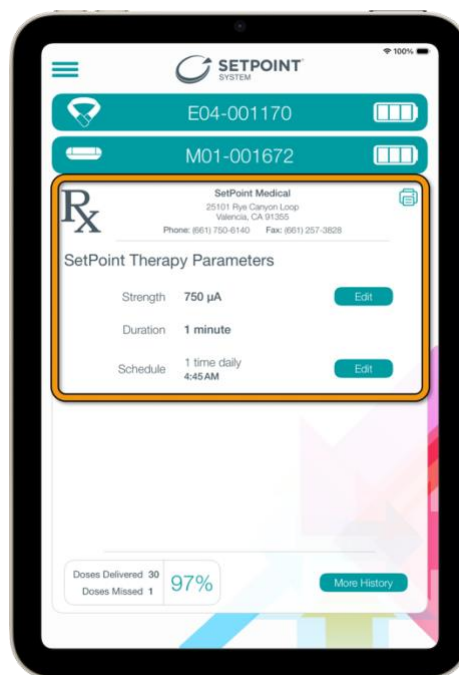 SETPOINT
SYSTEM
100%
E04-001170
M01-001672
Rx
SetPoint Medical
25101 Rye Canyon Loop
Valencia, CA 91355
Phone: (661) 750-6140 Fax: (661) 257-3828
SetPoint Therapy Parameters
Strength 750 µA Edit
Duration 1 minute
Schedule 1 time daily Edit
4:45 AM
Doses Delivered 30
Doses Missed 1
97%
More History